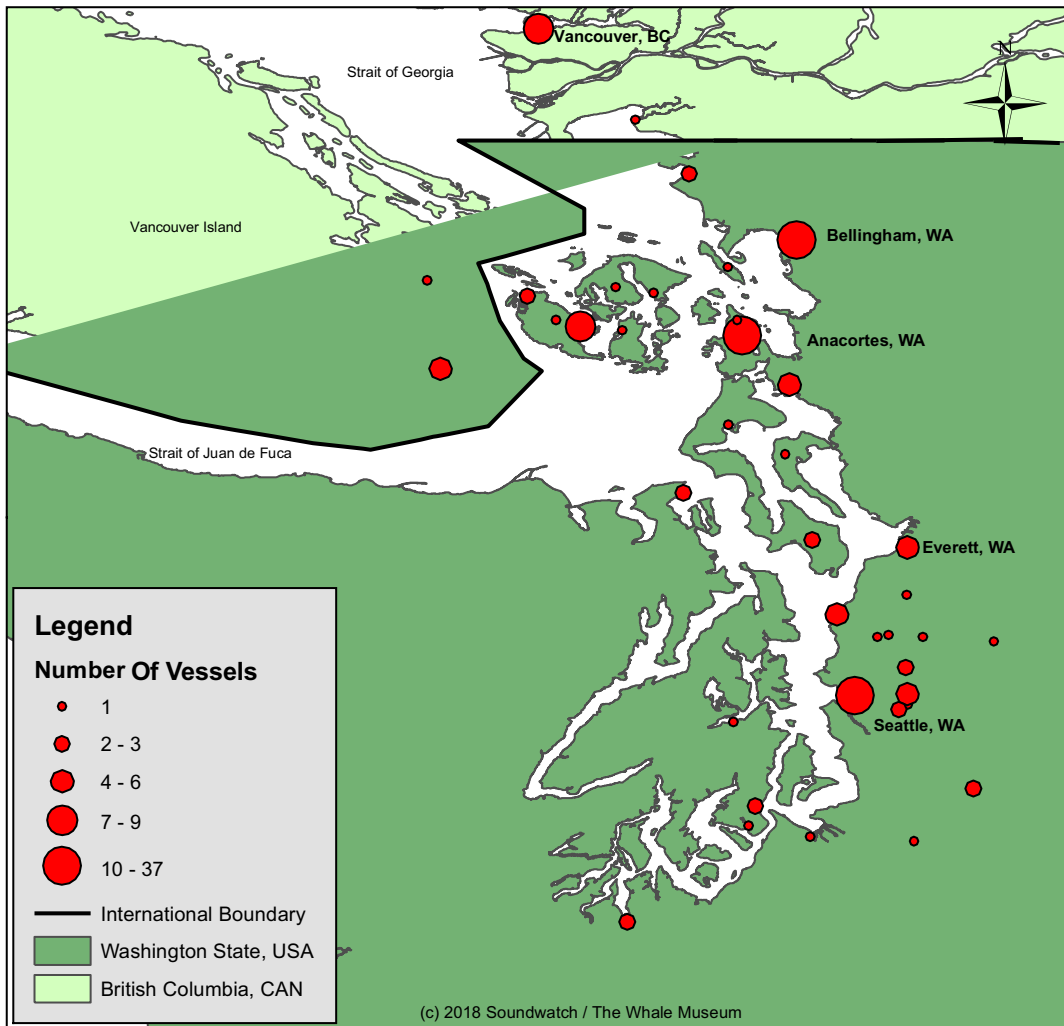 Vancouver, BC
N
Strait of Georgia
Vancouver Island
Bellingham, WA
Anacortes, WA
Strait of Juan de Fuca
Everett, WA
Seattle, WA
Legend
Number Of Vessels
1
2 - 3
4 - 6
7 - 9
10 - 37
International Boundary
Washington State, USA
British Columbia, CAN
(c) 2018 Soundwatch / The Whale Museum